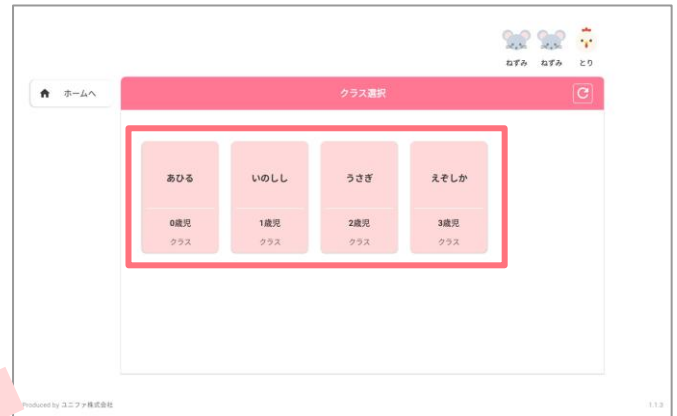 ねずみ ねずみ とり
ホームへ クラス選択
あひる いのしし うさぎ えぞしか
0歳児 1歳児 2歳児 3歳児
クラス クラス クラス クラス
Produced by ユニファ株式会社 1.1.3